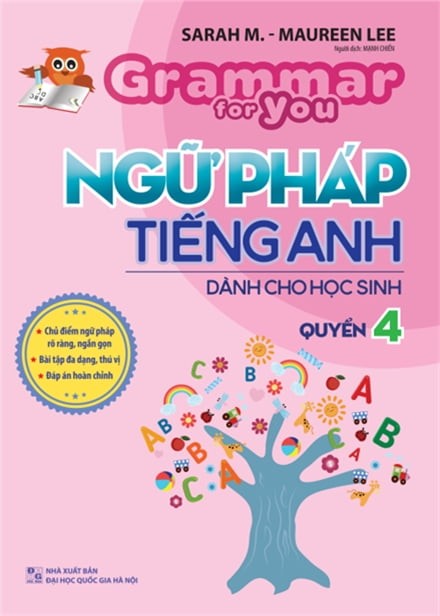 SARAH M. - MAUREEN LEE
Người dịch: MẠNH CHIẾN
Grammar
for you
NGỮ PHÁP
TIẾNG ANH
DÀNH CHO HỌC SINH
QUYỂN 4
★ Chủ điểm ngữ pháp
rõ ràng, ngắn gọn
★ Bài tập đa dạng, thú vị
★ Đáp án hoàn chỉnh
C B
A B
A B C
B
C A
A
NHÀ XUẤT BẢN
ĐẠI HỌC QUỐC GIA HÀ NỘI